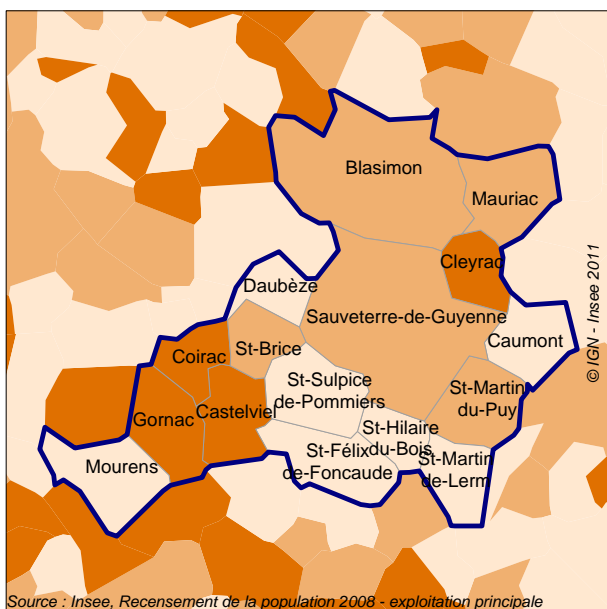 Blasimon
Mauriac
Cleyrac
Daubèze
Sauveterre-de-Guyenne
Caumont
St-Brice
Coirac
St-Sulpice
de-Pommiers
St-Martin
du-Puy
Gornac
Castelviel
St-Hilaire
du-Bois
St-Félix
de-Foncaude
St-Martin
de-Lerm
Mourens
© IGN - Insee 2011
Source : Insee, Recensement de la population 2008 - exploitation principale